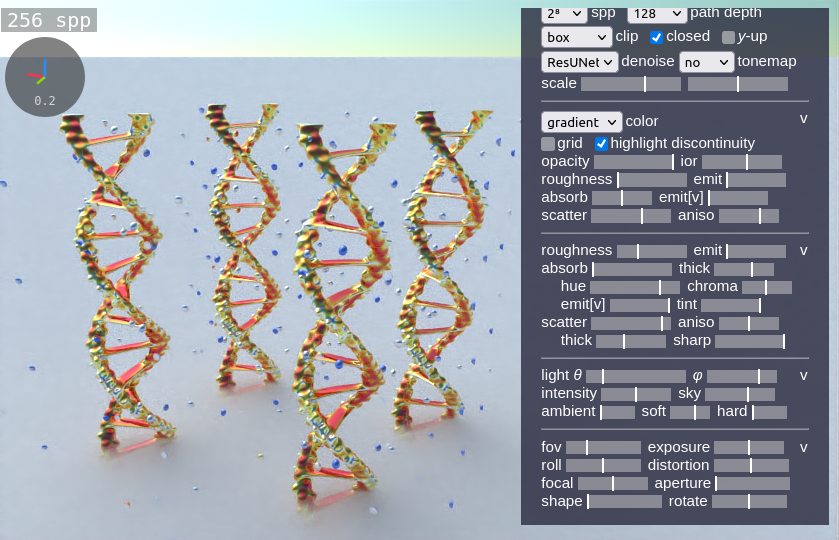 256 spp
0.2
2⁸ spp 128 path depth
box clip closed y-up
ResUNet denoise no tonemap
scale
gradient color v
grid highlight discontinuity
opacity ior
roughness emit
absorb emit[v]
scatter aniso
roughness emit v
absorb thick
hue chroma
emit[v] tint
scatter aniso
thick sharp
light θ φ v
intensity sky
ambient soft hard
fov exposure v
roll distortion
focal aperture
shape rotate